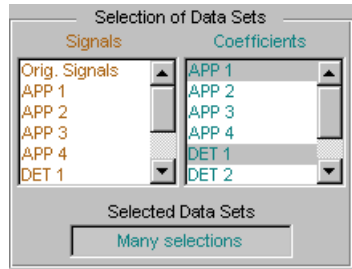 Selection of Data Sets
Signals
Coefficients
Orig. Signals
APP 1
APP 2
APP 3
APP 4
DET 1
APP 1
APP 2
APP 3
APP 4
DET 1
DET 2
Selected Data Sets
Many selections